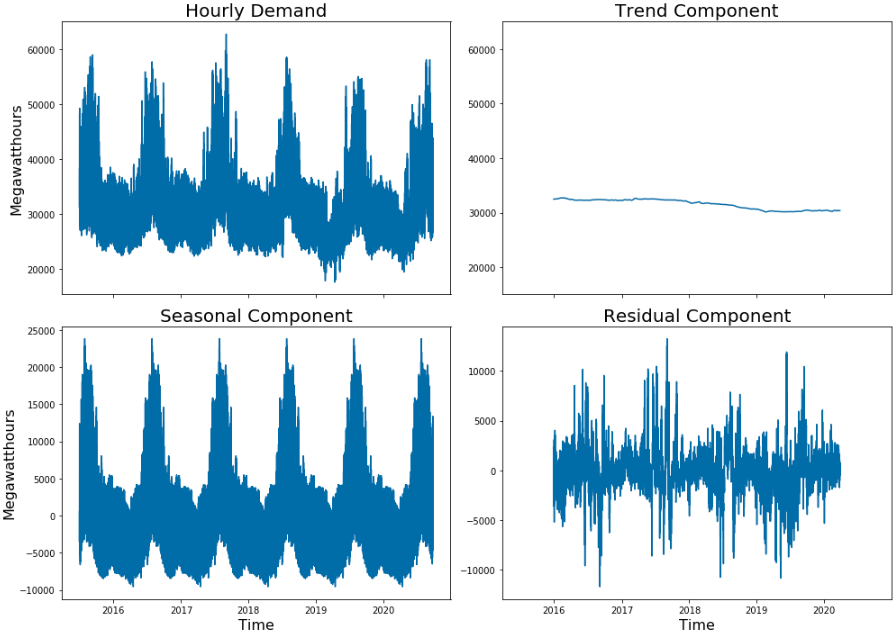 Hourly Demand
Trend Component
Megawatthours
60000
50000
40000
30000
20000
60000
50000
40000
30000
20000
Seasonal Component
Residual Component
Megawatthours
25000
20000
15000
10000
5000
0
−5000
−10000
2016 2017 2018 2019 2020
Time
10000
5000
0
−5000
−10000
2016 2017 2018 2019 2020
Time